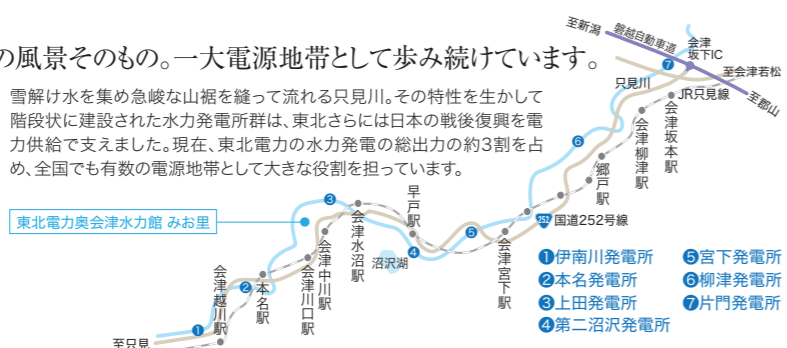 の風景そのもの。一大電源地帯として歩み続けています。
雪解け水を集め急峻な山裾を縫って流れる只見川。その特性を生かして
階段状に建設された水力発電所群は、東北さらには日本の戦後復興を電
力供給で支えました。現在、東北電力の水力発電の総出力の約3割を占
め、全国でも有数の電源地帯として大きな役割を担っています。
至新潟
磐越自動車道
会津
坂下IC
至会津若松
JR只見線
至郡山
只見川
❼
会津坂本駅
会津柳津駅
❻
郷戸駅
早戸駅
❸
東北電力奥会津水力館 みお里
会津水沼駅
❹
❺
252
国道252号線
沼沢湖
会津宮下駅
会津中川駅
会津川口駅
❷
本名駅
会津越川駅
❶
至只見
❶伊南川発電所
❷本名発電所
❸上田発電所
❹第二沼沢発電所
❺宮下発電所
❻柳津発電所
❼片門発電所